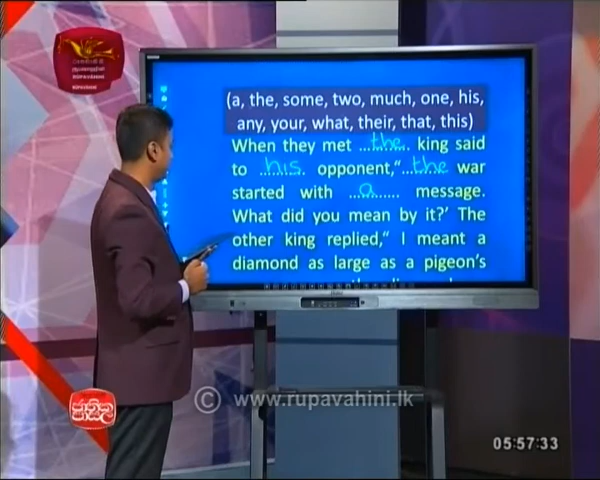 RUPAVAHINI
(a, the, some, two, much, one, his,
any, your, what, their, that, this)
When they met ...the.. king said
to ...his... opponent,“...the war
started with ...a... message.
What did you mean by it?’ The
other king replied,“ I meant a
diamond as large as a pigeon's
© www.rupavahini.lk
05:57:33